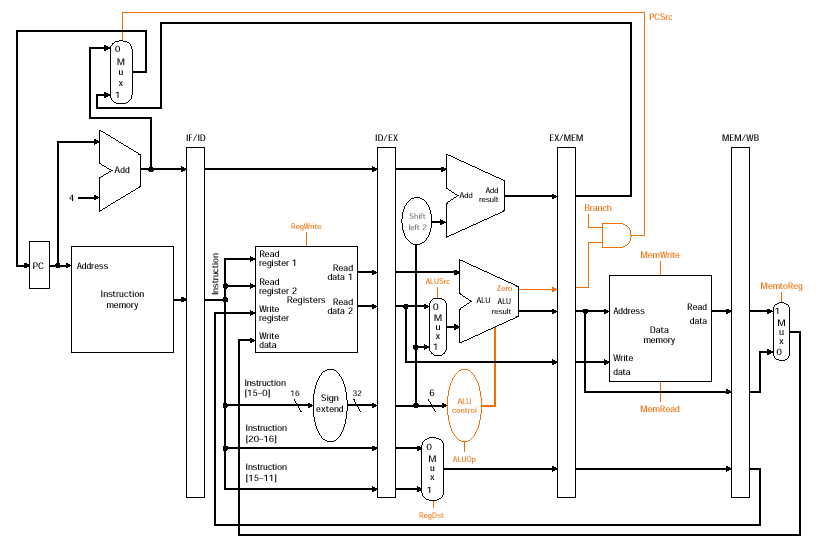 PCSrc
0
M
u
x
1
IF/ID
ID/EX
EX/MEM
MEM/WB
Add
4
Add
Add
result
Shift
left 2
Branch
RegWrite
MemWrite
PC
Address
Instruction
memory
Instruction
Read
register 1
Read
register 2
Write
register
Write
data
Registers
Read
data 1
Read
data 2
ALUSrc
0
M
u
x
1
Zero
ALU
ALU
result
Address
Read
data
Data
memory
Write
data
MemtoReg
1
M
u
x
0
Instruction
[15–0]
16
Sign
extend
32
6
ALU
control
MemRead
Instruction
[20–16]
Instruction
[15–11]
0
M
u
x
1
ALUOp
RegDst